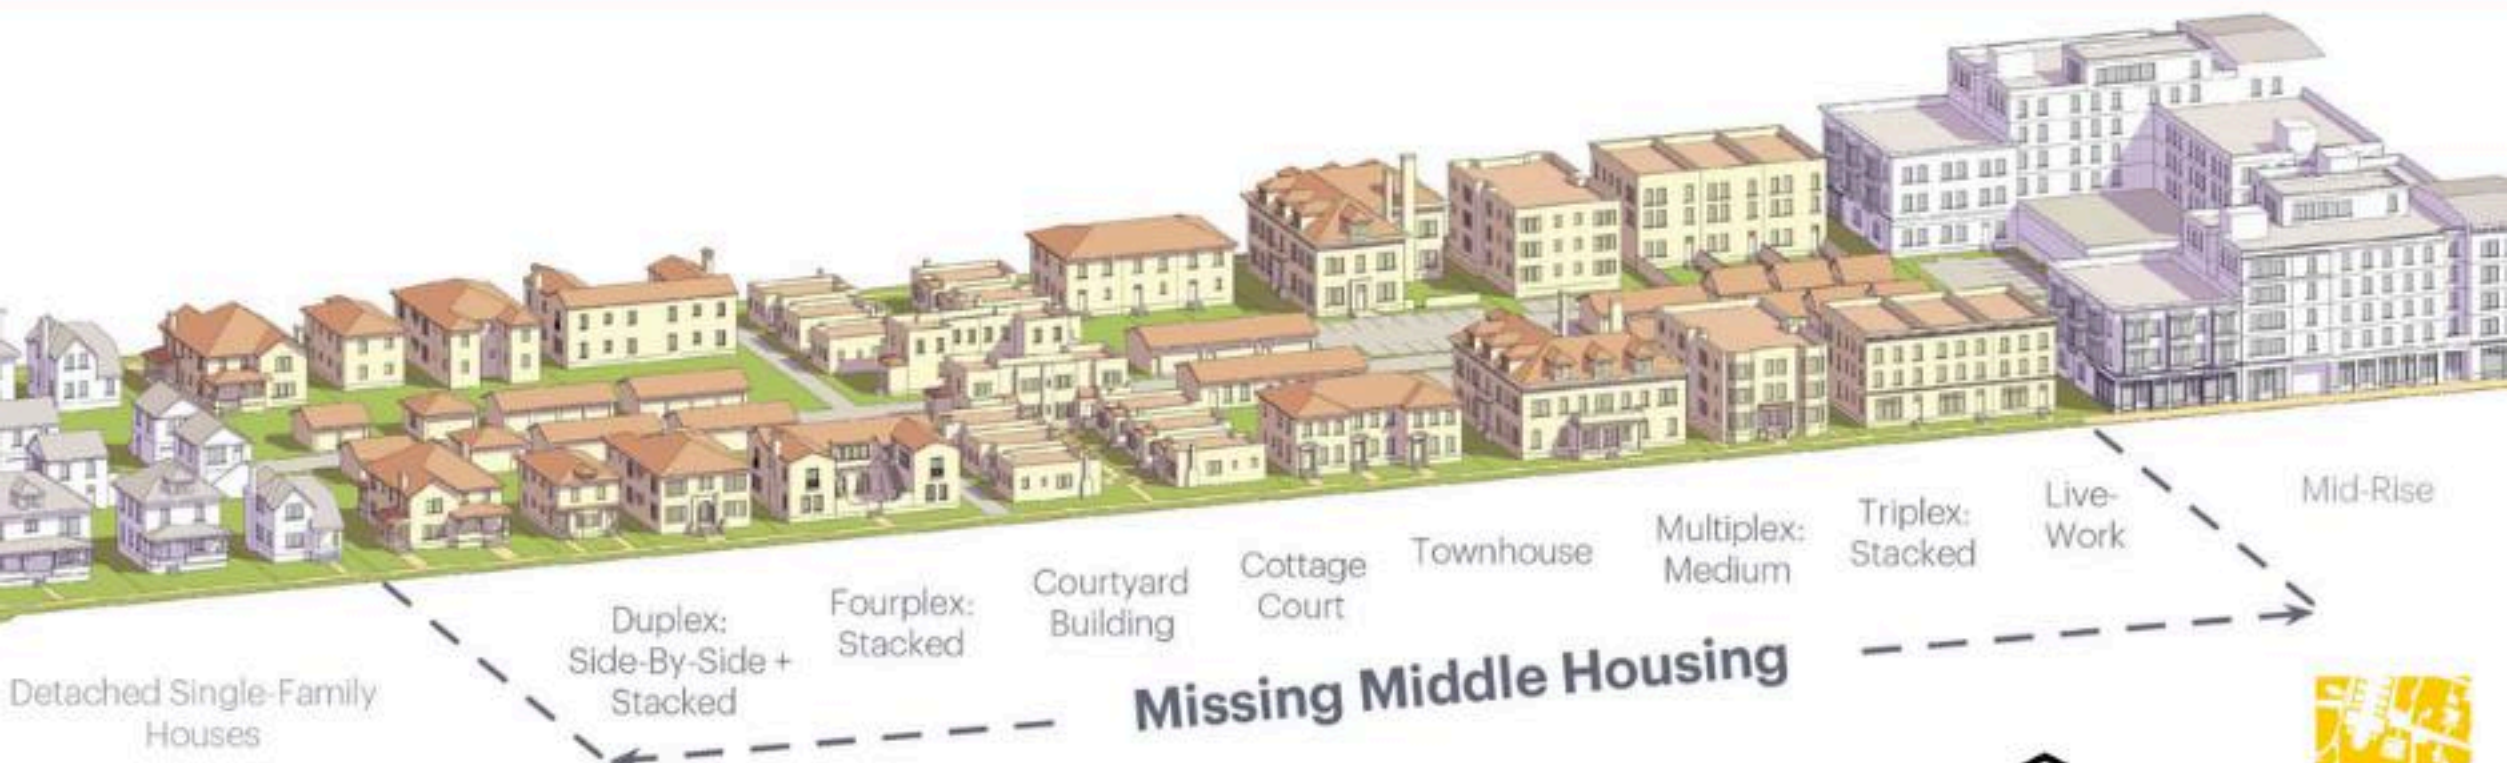 Detached Single-Family
Houses
Duplex:
Side-By-Side +
Stacked
Fourplex:
Stacked
Courtyard
Building
Cottage
Court
Townhouse
Multiplex:
Medium
Triplex:
Stacked
Live-
Work
Mid-Rise
Missing Middle Housing